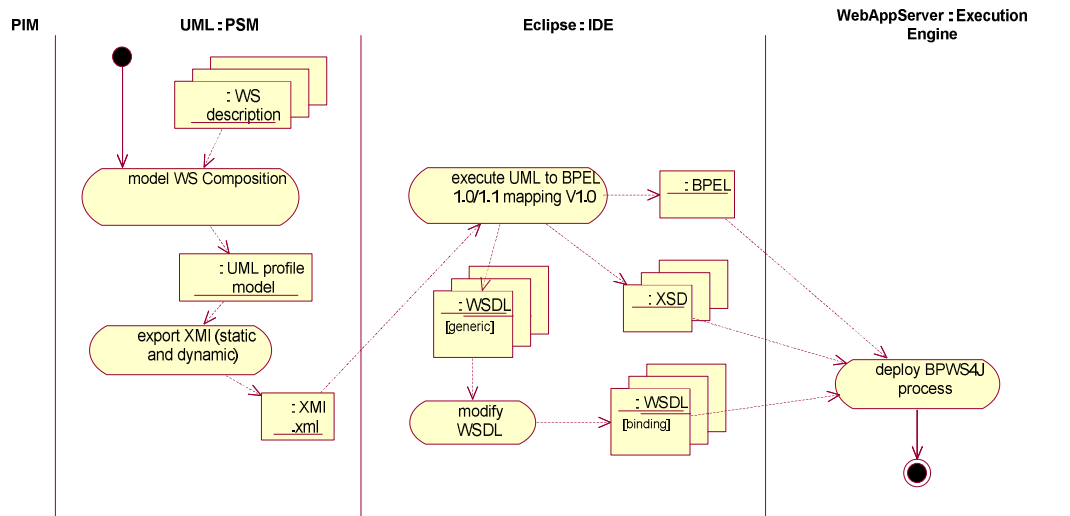 PIM
UML : PSM
Eclipse : IDE
WebAppServer : Execution
Engine
: WS
description
model WS Composition
: UML profile
model
export XMI (static
and dynamic)
: XMI
.xml
execute UML to BPEL
1.0/1.1 mapping V1.0
: BPEL
: WSDL
[generic]
: XSD
modify
WSDL
: WSDL
[binding]
deploy BPWS4J
process